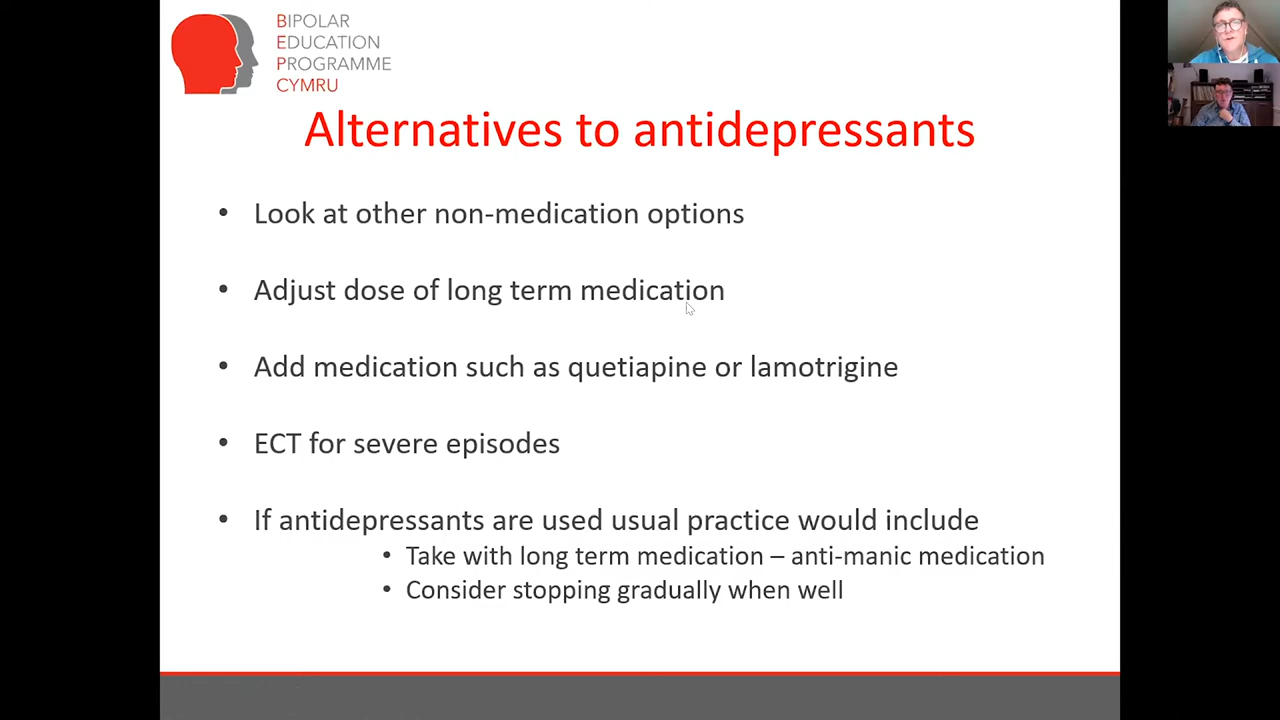 BIPOLAR
EDUCATION
PROGRAMME
CYMRU
Alternatives to antidepressants
• Look at other non-medication options
• Adjust dose of long term medication
• Add medication such as quetiapine or lamotrigine
• ECT for severe episodes
• If antidepressants are used usual practice would include
• Take with long term medication – anti-manic medication
• Consider stopping gradually when well